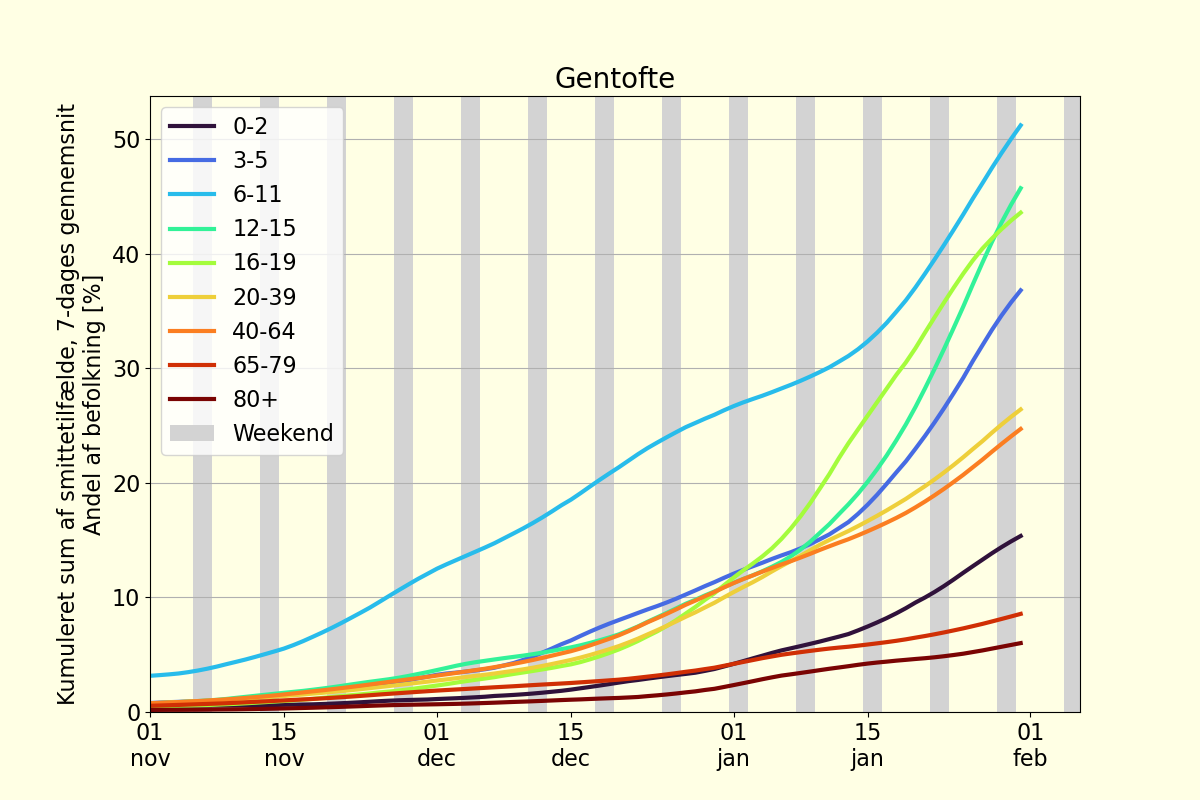 Gentofte
Kumuleret sum af smittetilfælde, 7-dages gennemsnit
Andel af befolkning [%]
50
40
30
20
10
0
0-2
3-5
6-11
12-15
16-19
20-39
40-64
65-79
80+
Weekend
01 15 01 15 01 15 01
nov nov dec dec jan jan feb